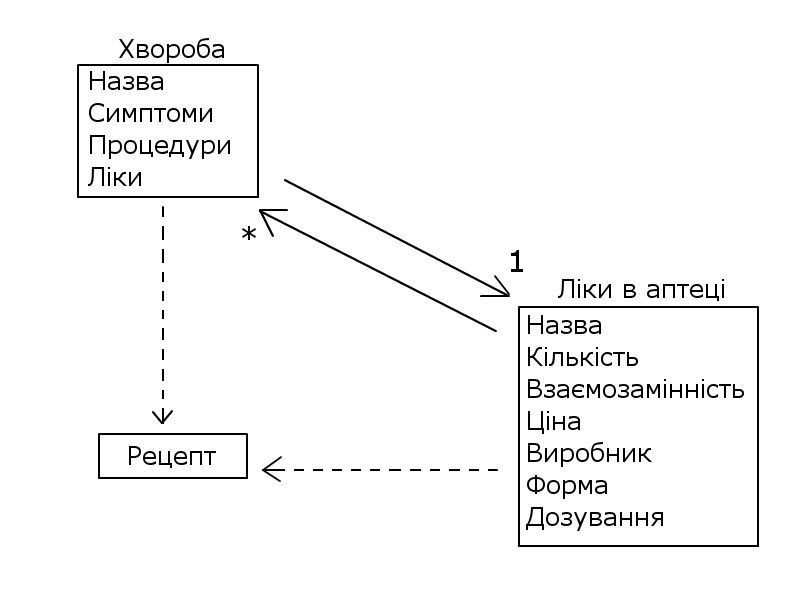 Хвороба
Назва
Симптоми
Процедури
Ліки
*
1
Ліки в аптеці
Назва
Кількість
Взаємозамінність
Ціна
Виробник
Форма
Дозування
Рецепт